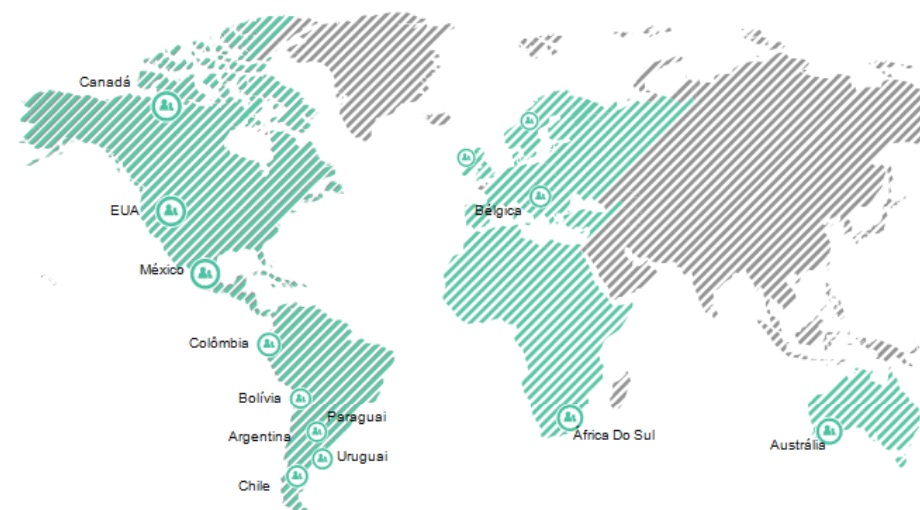 Canadá
EUA
Bélgica
México
Colômbia
Bolívia
Paraguai
Argentina
África Do Sul
Austrália
Uruguai
Chile